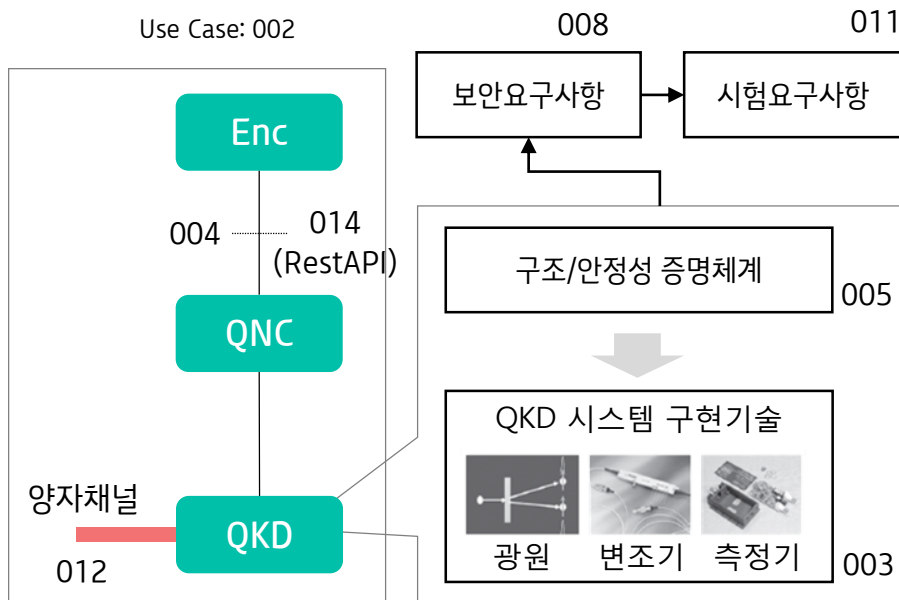 Use Case: 002
Enc
004
014
(RestAPI)
QNC
양자채널
QKD
012
008
011
보안요구사항
시험요구사항
구조/안정성 증명체계
005
QKD 시스템 구현기술
광원
변조기
측정기
003